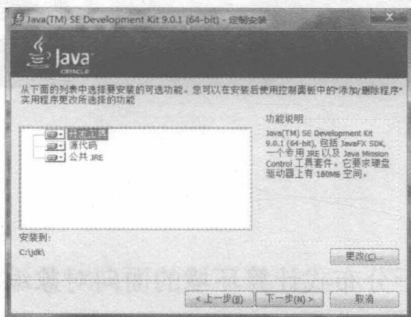 Java(TM) SE Development Kit 9.0.1 (64-bit) - 定制安装
Java
ORACLE
从下面的列表中选择要安装的可选功能。您可以在安装后使用控制面板中的“添加/删除程序”
实用程序更改所选择的功能
开发工具
源代码
公共 JRE
功能说明
Java(TM) SE Development Kit
9.0.1 (64-bit), 包括 JavaFX SDK,
一个专用 JRE 以及 Java Mission
Control 工具套件。它要求硬盘
驱动器上有 180MB 空间。
安装到:
C:\jdk\
更改(C)...
< 上一步(B)
下一步(N) >
取消